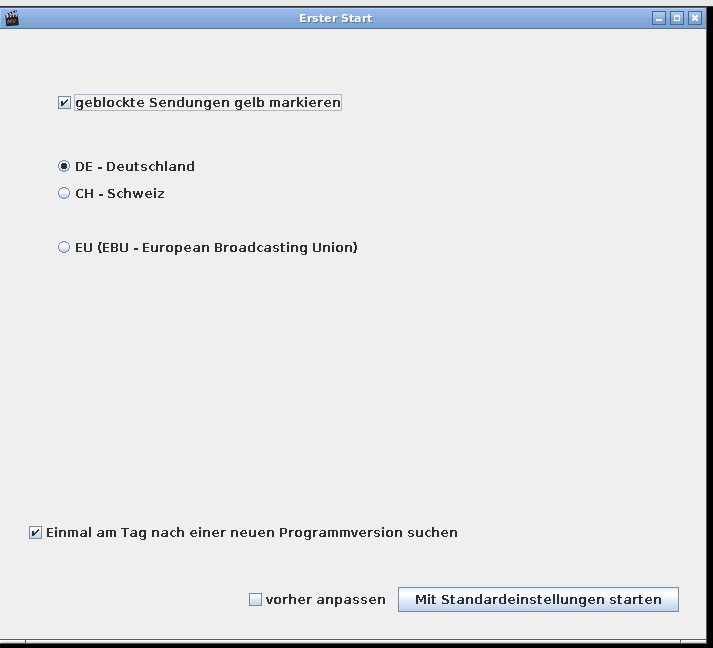 Erster Start
geblockte Sendungen gelb markieren
DE - Deutschland
CH - Schweiz
EU (EBU - European Broadcasting Union)
Einmal am Tag nach einer neuen Programmversion suchen
vorher anpassen
Mit Standardeinstellungen starten